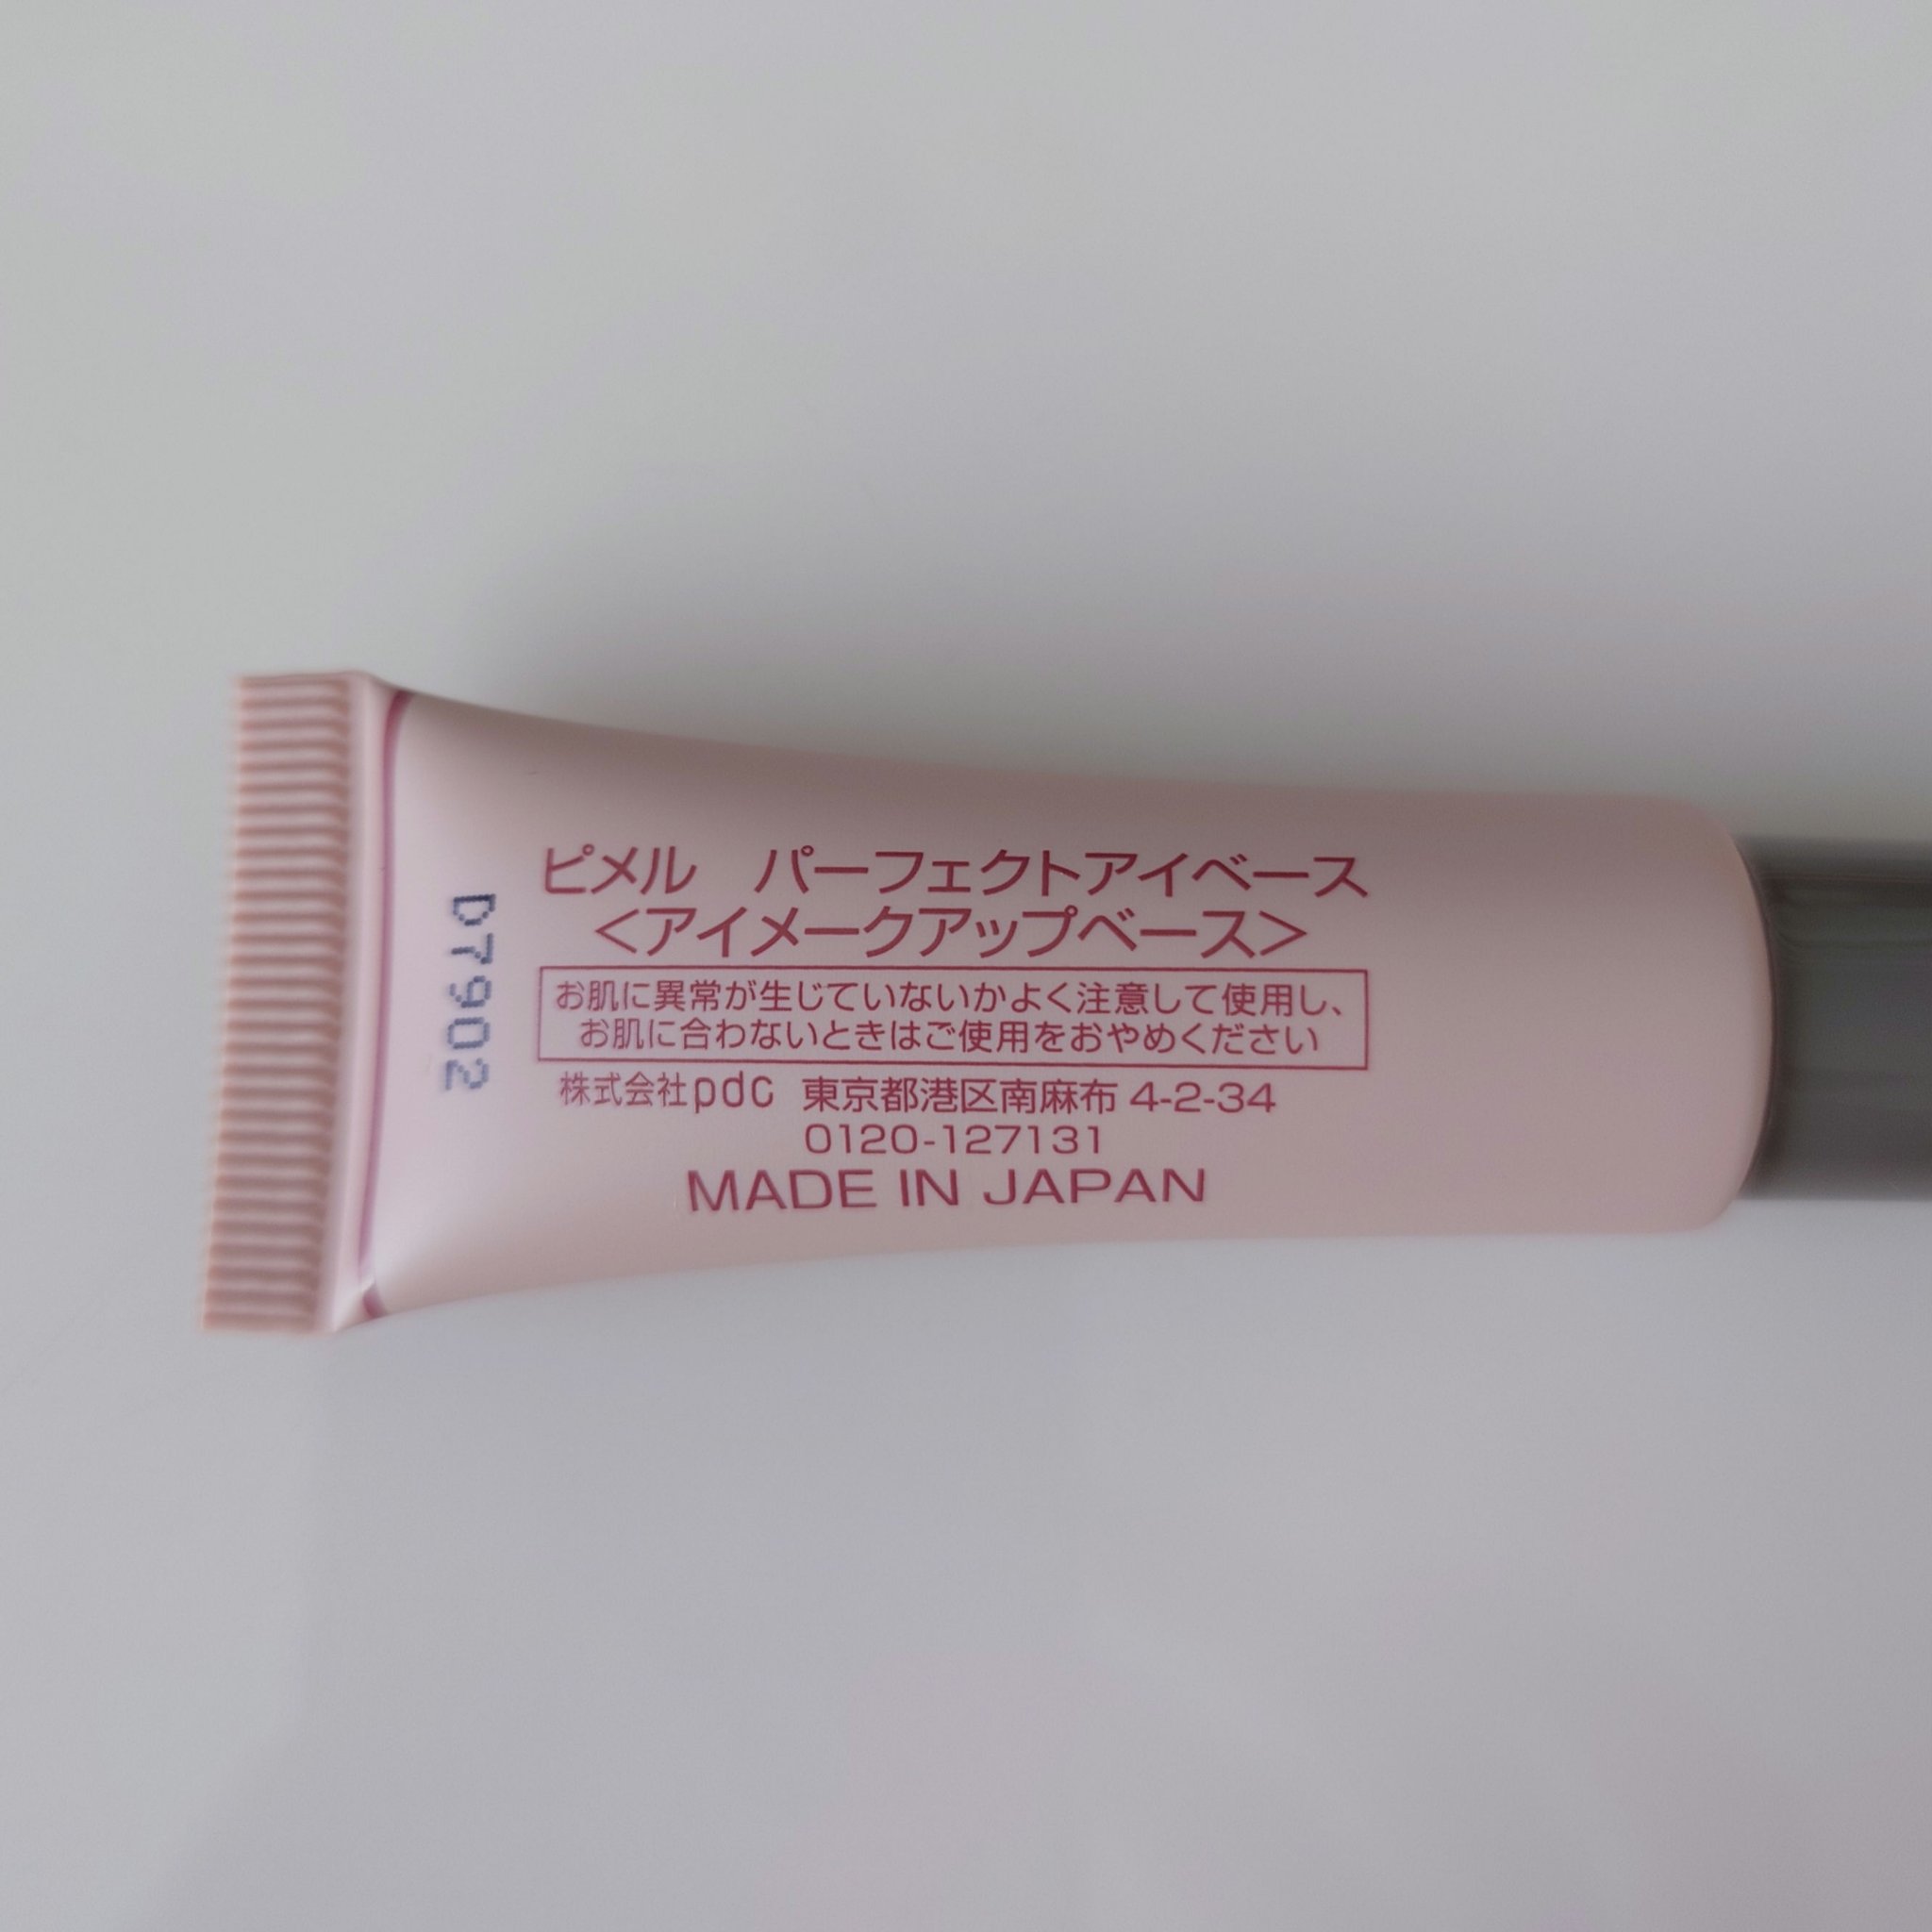 ピメル　パーフェクトアイベース
＜アイメークアップベース＞
お肌に異常が生じていないかよく注意して使用し、
お肌に合わないときはご使用をおやめください
株式会社pdc 東京都港区南麻布 4-2-34
0120-127131
MADE IN JAPAN
D7902